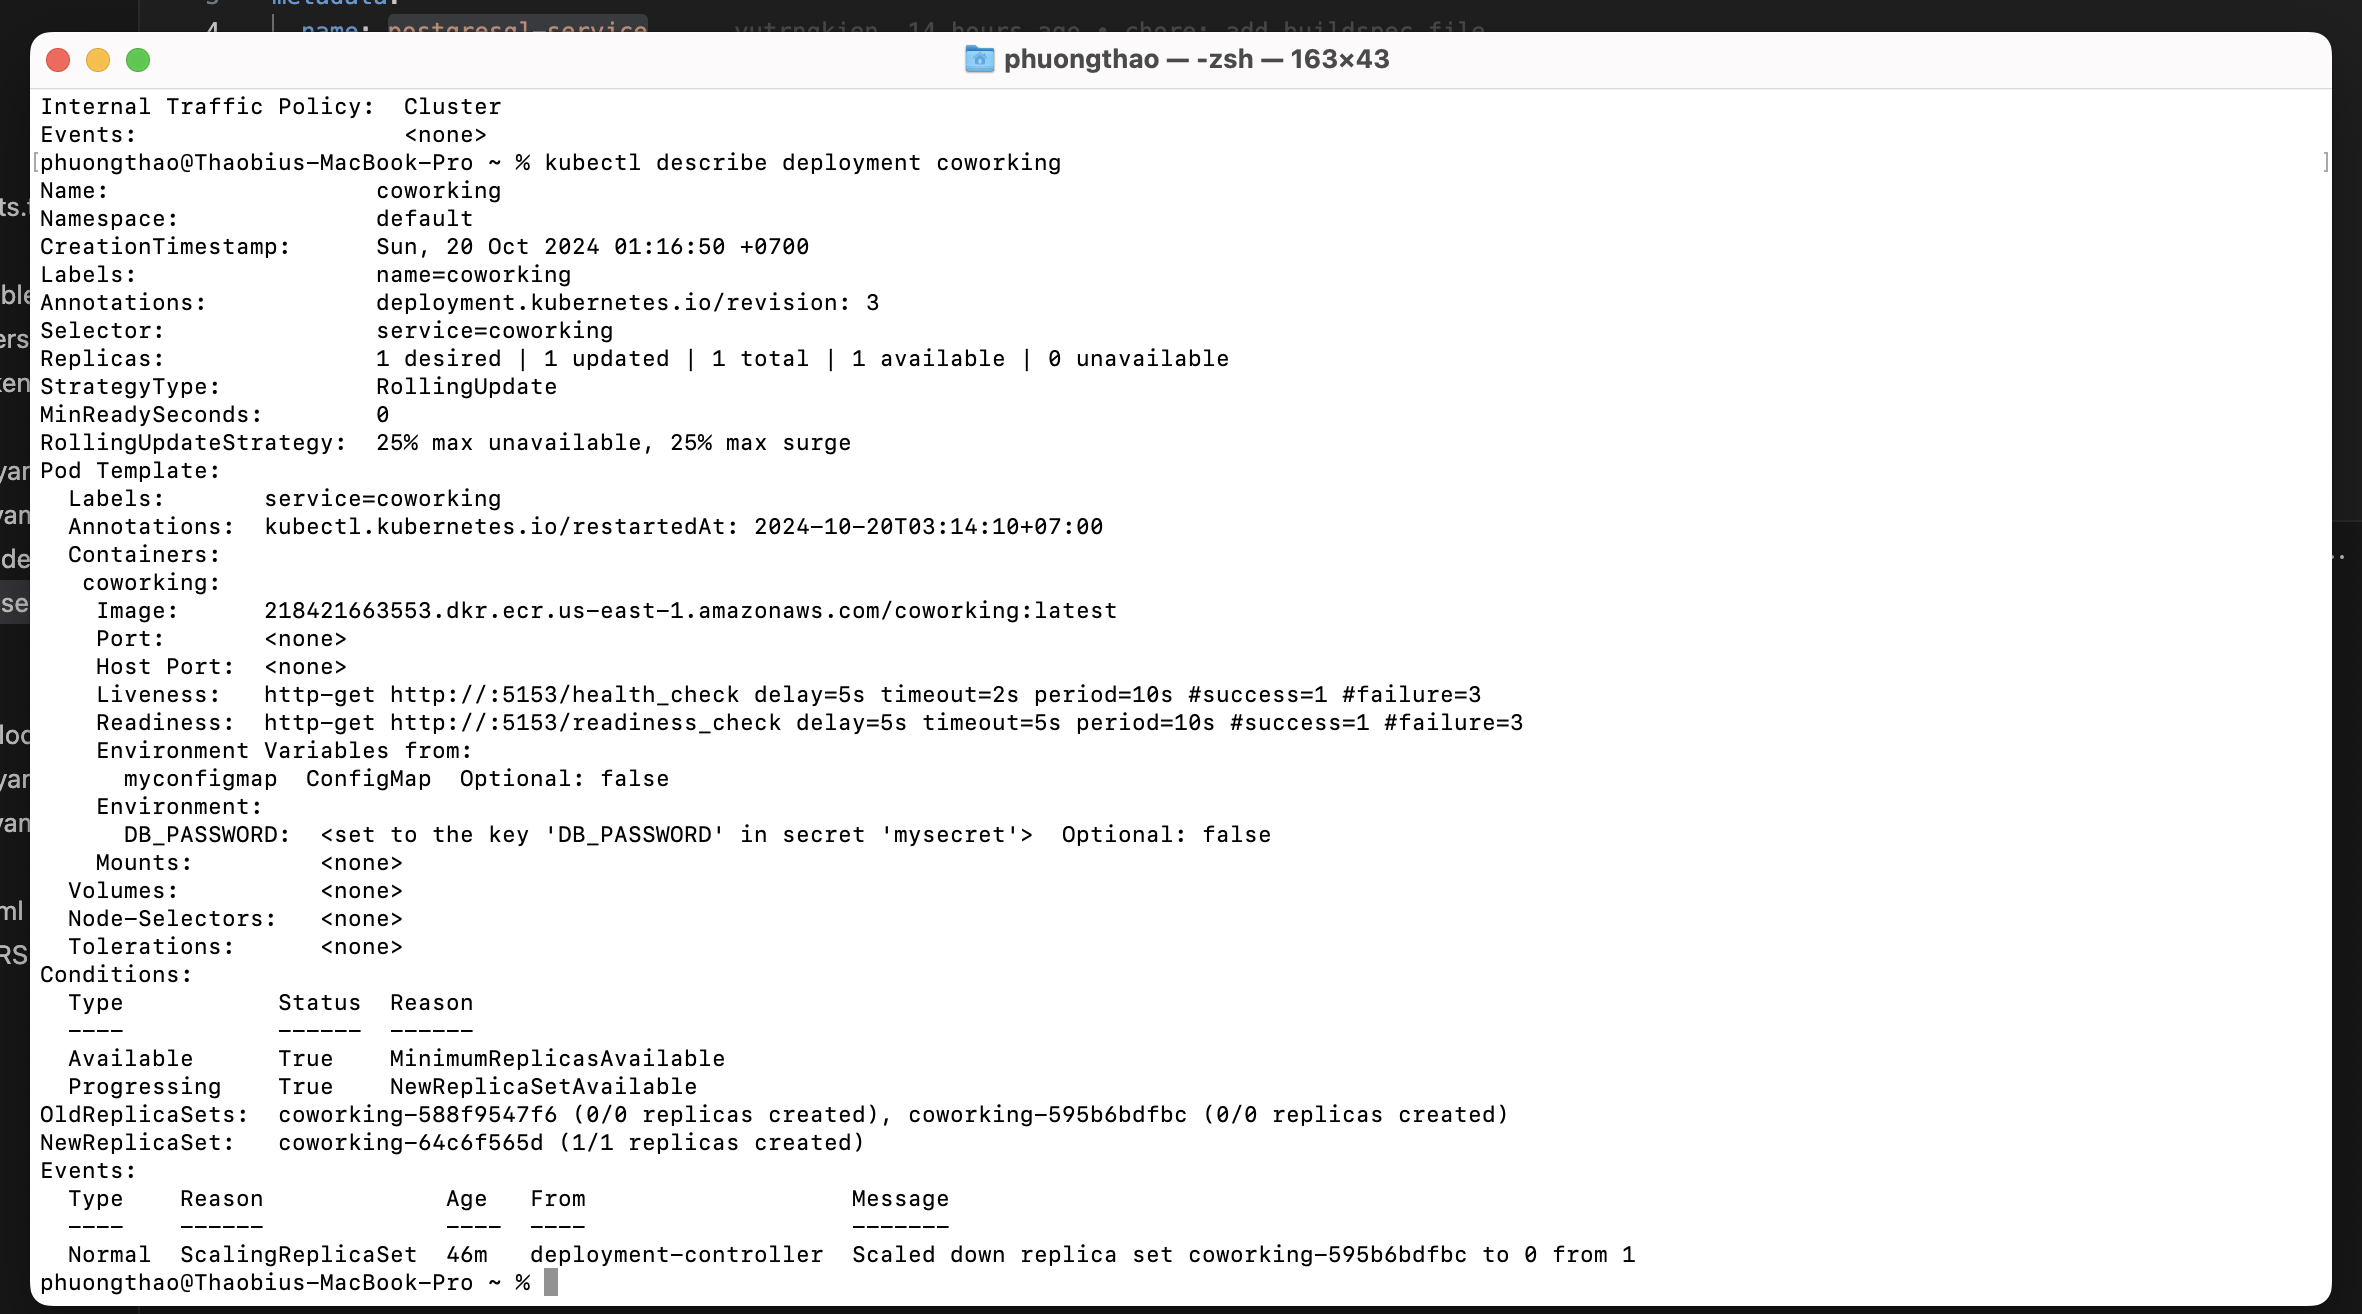 phuongthao — -zsh — 163×43
Internal Traffic Policy:  Cluster
Events:                   <none>
phuongthao@Thaobius-MacBook-Pro ~ % kubectl describe deployment coworking
Name:                   coworking
Namespace:              default
CreationTimestamp:      Sun, 20 Oct 2024 01:16:50 +0700
Labels:                 name=coworking
Annotations:            deployment.kubernetes.io/revision: 3
Selector:               service=coworking
Replicas:               1 desired | 1 updated | 1 total | 1 available | 0 unavailable
StrategyType:           RollingUpdate
MinReadySeconds:        0
RollingUpdateStrategy:  25% max unavailable, 25% max surge
Pod Template:
  Labels:       service=coworking
  Annotations:  kubectl.kubernetes.io/restartedAt: 2024-10-20T03:14:10+07:00
  Containers:
   coworking:
    Image:      218421663553.dkr.ecr.us-east-1.amazonaws.com/coworking:latest
    Port:       <none>
    Host Port:  <none>
    Liveness:   http-get http://:5153/health_check delay=5s timeout=2s period=10s #success=1 #failure=3
    Readiness:  http-get http://:5153/readiness_check delay=5s timeout=5s period=10s #success=1 #failure=3
    Environment Variables from:
      myconfigmap  ConfigMap  Optional: false
    Environment:
      DB_PASSWORD:  <set to the key 'DB_PASSWORD' in secret 'mysecret'>  Optional: false
    Mounts:         <none>
  Volumes:          <none>
  Node-Selectors:   <none>
  Tolerations:      <none>
Conditions:
  Type           Status  Reason
  ----           ------  ------
  Available      True    MinimumReplicasAvailable
  Progressing    True    NewReplicaSetAvailable
OldReplicaSets:  coworking-588f9547f6 (0/0 replicas created), coworking-595b6bdfbc (0/0 replicas created)
NewReplicaSet:   coworking-64c6f565d (1/1 replicas created)
Events:
  Type    Reason             Age   From                   Message
  ----    ------             ----  ----                   -------
  Normal  ScalingReplicaSet  46m   deployment-controller  Scaled down replica set coworking-595b6bdfbc to 0 from 1
phuongthao@Thaobius-MacBook-Pro ~ %